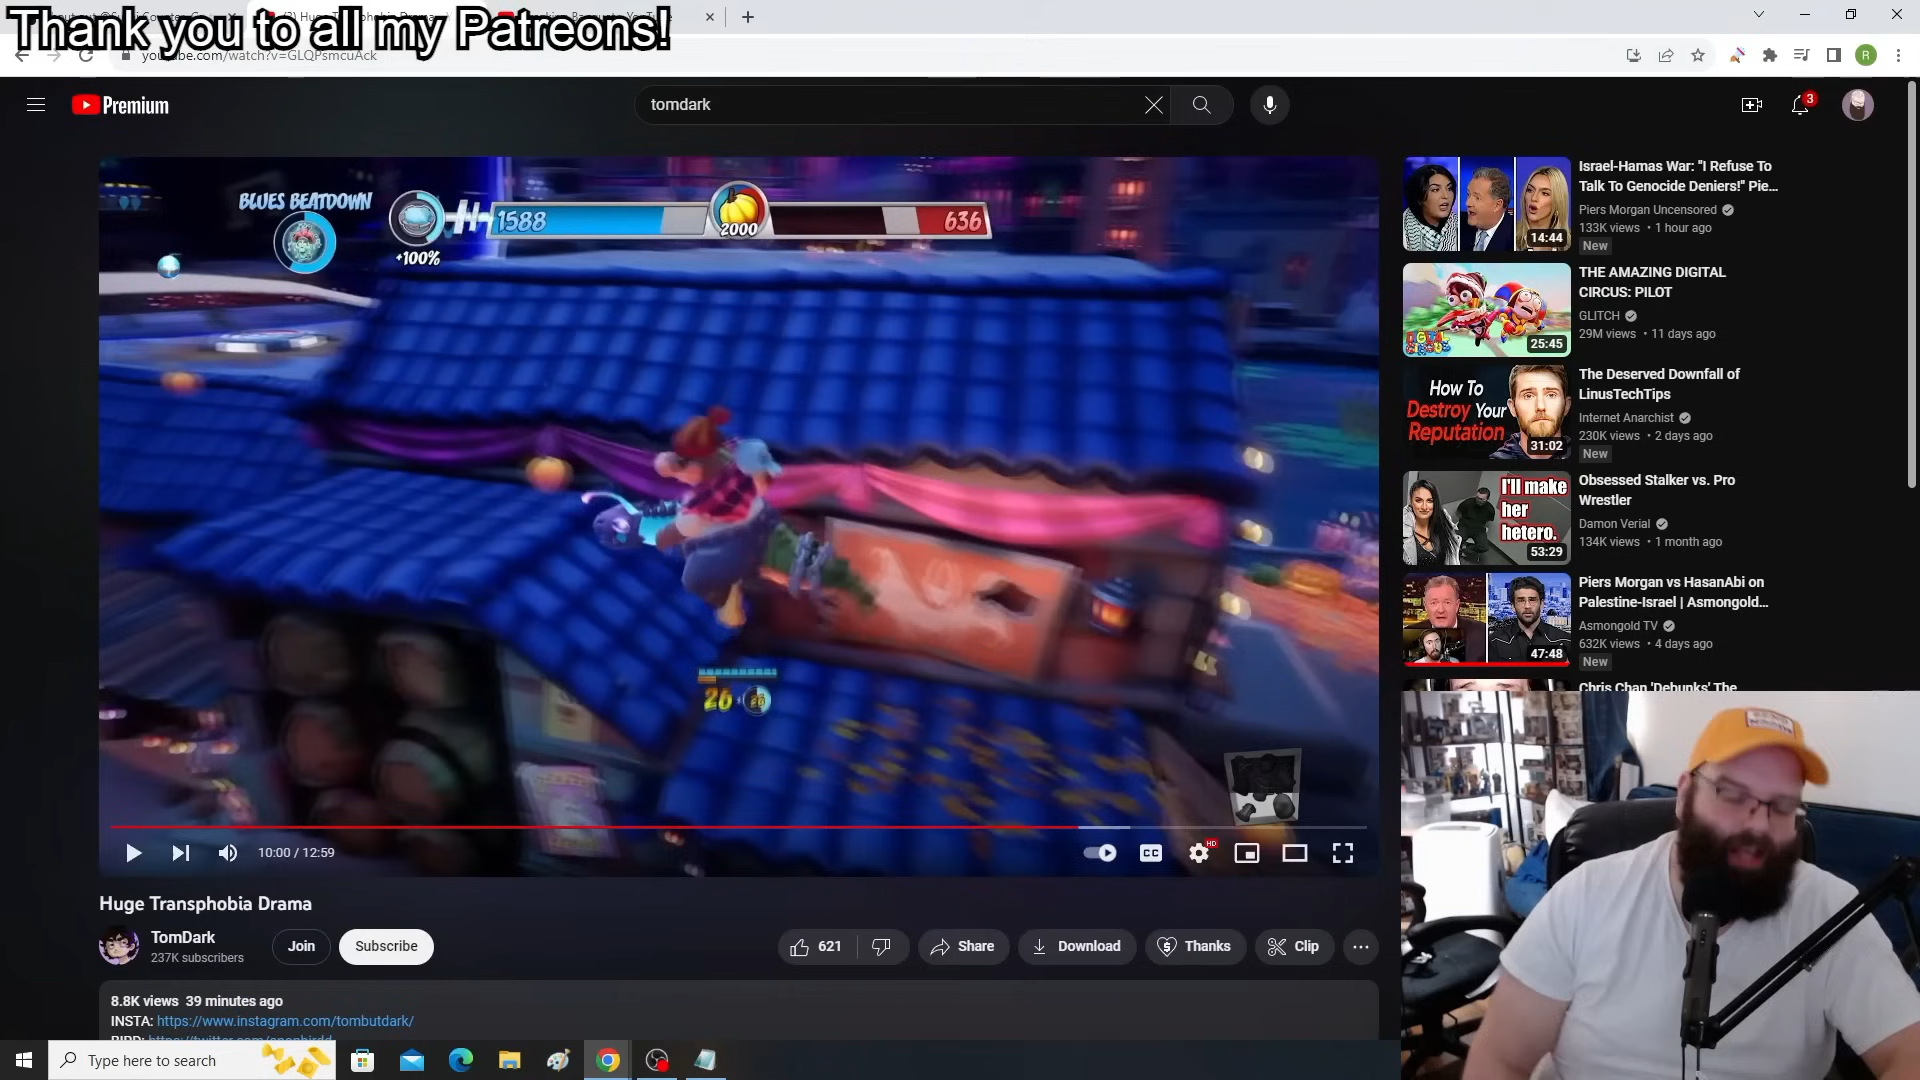 Thank you to all my Patreons!
youtube.com/watch?v=GLQPsmcuAck
R
Premium
tomdark
3
BLUES BEATDOWN
1588
2000
636
+100%
26
10:00 / 12:59
CC
HD
Huge Transphobia Drama
TomDark
237K subscribers
Join
Subscribe
621
Share
Download
Thanks
Clip
8.8K views 39 minutes ago
INSTA: https://www.instagram.com/tombutdark/
14:44
Israel-Hamas War: "I Refuse To
Talk To Genocide Deniers!" Pie...
Piers Morgan Uncensored
133K views • 1 hour ago
New
25:45
THE AMAZING DIGITAL
CIRCUS: PILOT
GLITCH
29M views • 11 days ago
How To
Destroy Your
Reputation
31:02
The Deserved Downfall of
LinusTechTips
Internet Anarchist
230K views • 2 days ago
New
I'll make
her
hetero.
53:29
Obsessed Stalker vs. Pro
Wrestler
Damon Verial
134K views • 1 month ago
47:48
Piers Morgan vs HasanAbi on
Palestine-Israel | Asmongold...
Asmongold TV
632K views • 4 days ago
New
Chris Chan 'Debunks' The
Type here to search